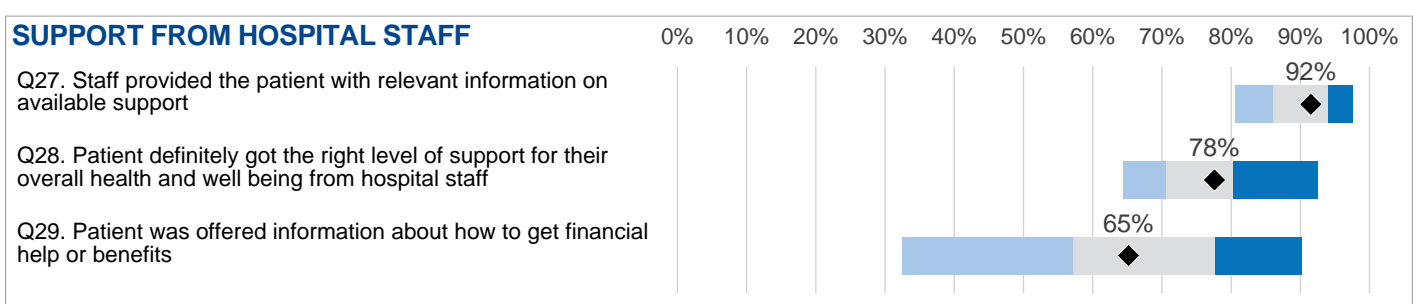 SUPPORT FROM HOSPITAL STAFF
0% 10% 20% 30% 40% 50% 60% 70% 80% 90% 100%
Q27. Staff provided the patient with relevant information on
available support
92%
Q28. Patient definitely got the right level of support for their
overall health and well being from hospital staff
78%
Q29. Patient was offered information about how to get financial
help or benefits
65%